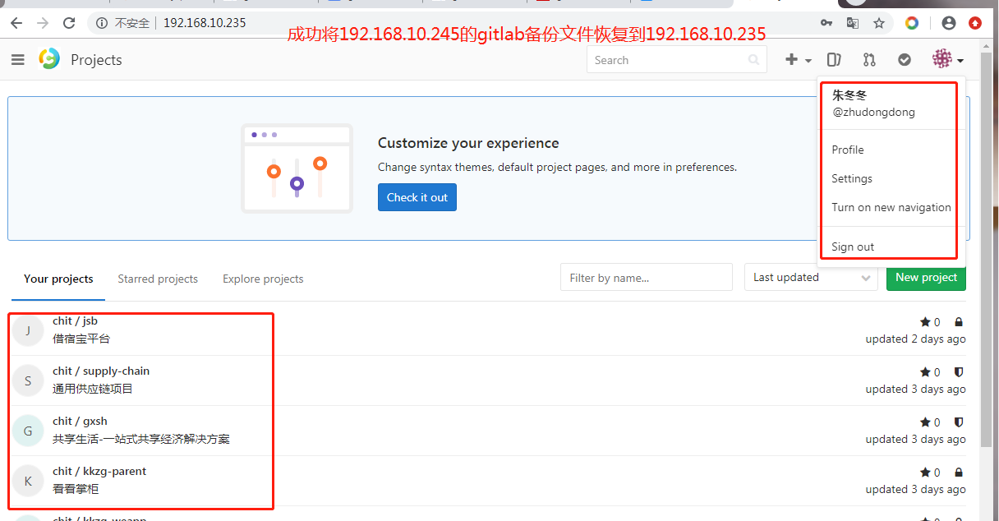 不安全 192.168.10.235
成功将192.168.10.245的gitlab备份文件恢复到192.168.10.235
Projects
Search
朱冬冬
@zhudongdong
Profile
Settings
Turn on new navigation
Sign out
Customize your experience
Change syntax themes, default project pages, and more in preferences.
Check it out
Your projects Starred projects Explore projects
Filter by name...
Last updated
New project
J
chit / jsb
借宿宝平台
0
updated 2 days ago
S
chit / supply-chain
通用供应链项目
0
updated 3 days ago
G
chit / gxsh
共享生活-一站式共享经济解决方案
0
updated 3 days ago
K
chit / kkzg-parent
看看掌柜
0
updated 3 days ago